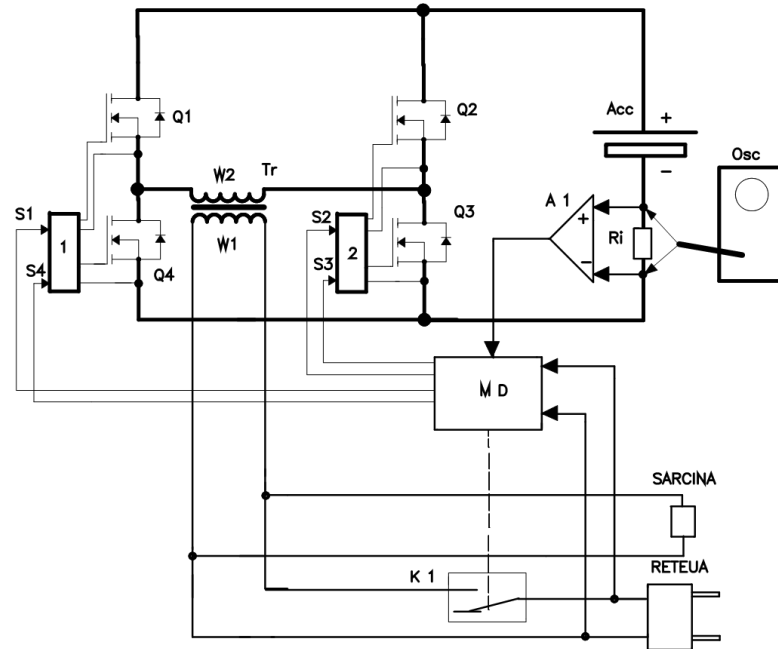 Q1
Q2
Acc
+
−
Osc
W2
Tr
A 1
S1
1
W1
S2
2
Q3
+
−
Ri
S4
Q4
S3
M D
SARCINA
K 1
RETEUA